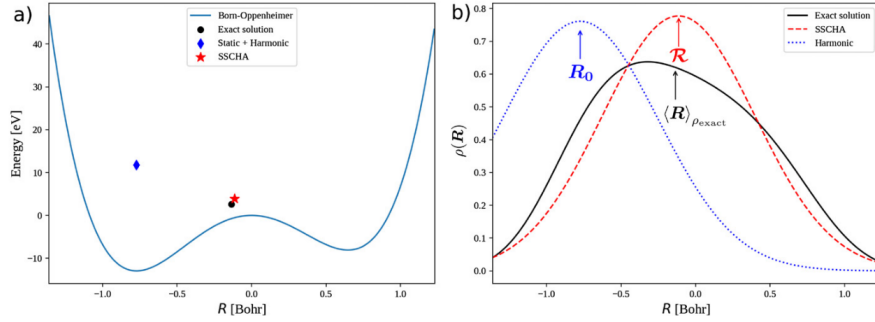 a)
Born-Oppenheimer
Exact solution
Static + Harmonic
SSCHA
Energy [eV]
40
30
20
10
0
−10
−1.0
−0.5
0.0
0.5
1.0
R [Bohr]
b)
Exact solution
SSCHA
Harmonic
ρ(R)
0.8
0.7
0.6
0.5
0.4
0.3
0.2
0.1
0.0
R₀
𝓡
⟨R⟩ρexact
−1.0
−0.5
0.0
0.5
1.0
R [Bohr]